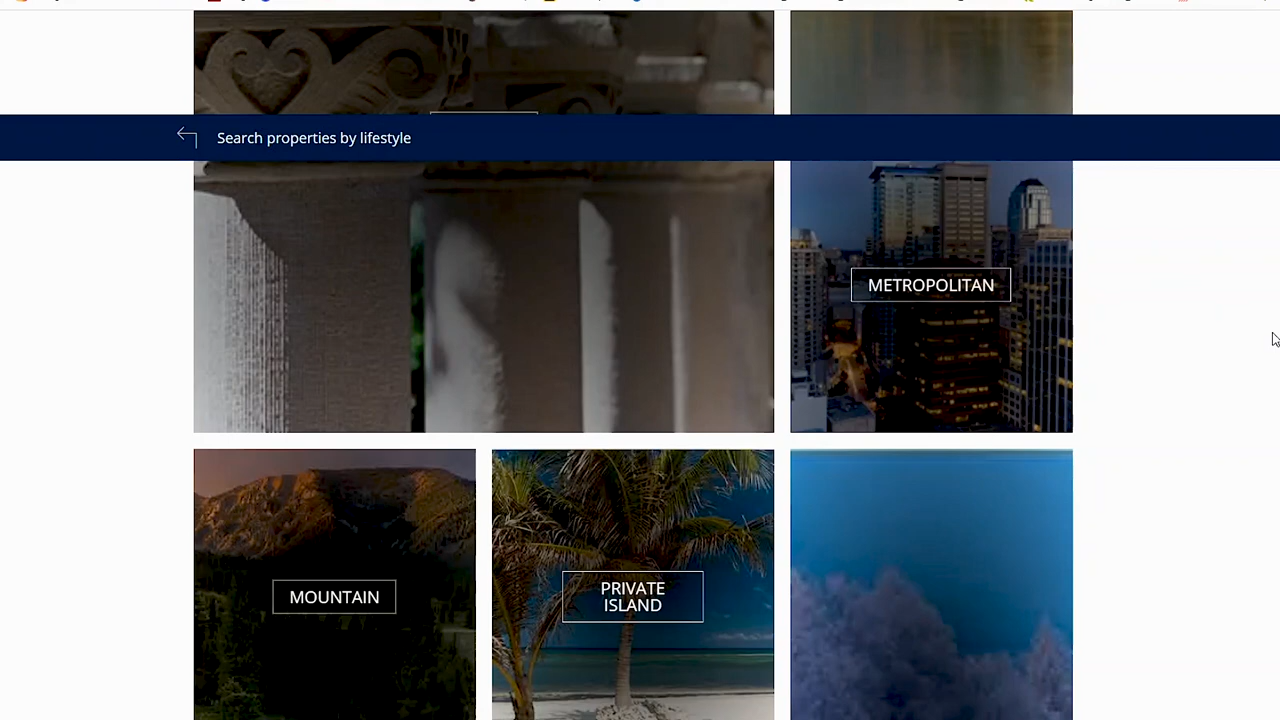 Search properties by lifestyle
METROPOLITAN
MOUNTAIN
PRIVATE
ISLAND